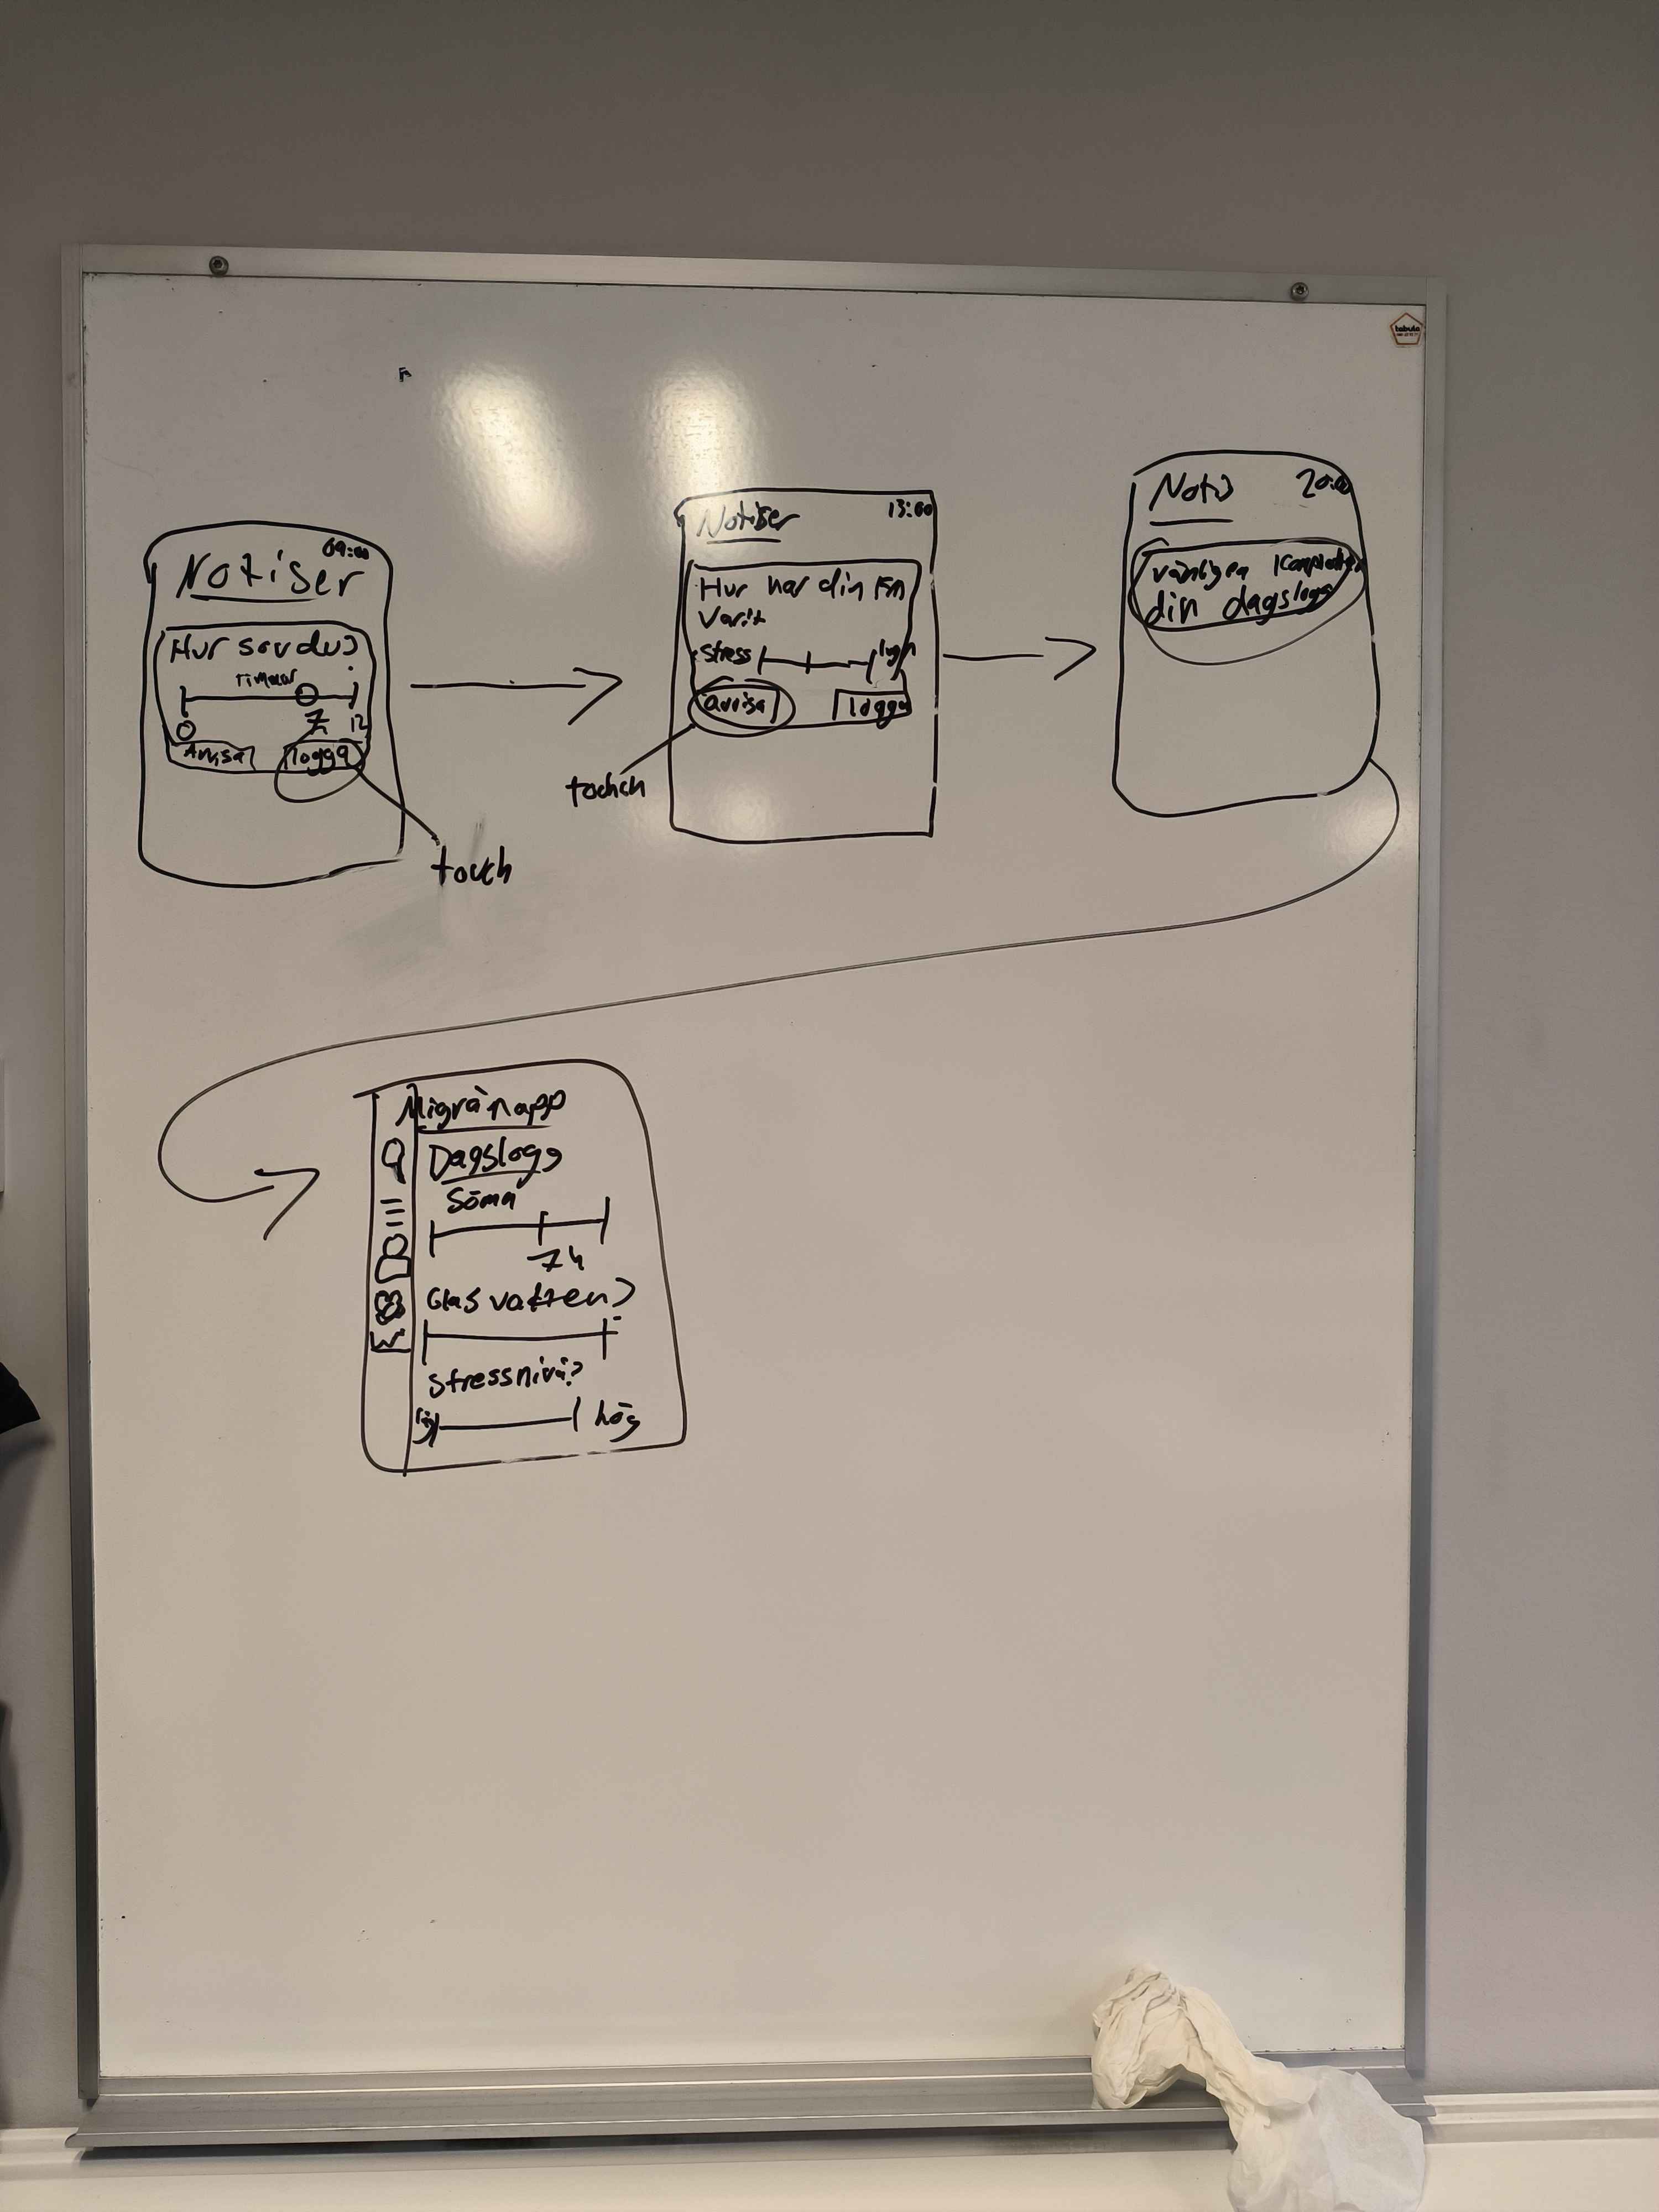 tabula
09:00
Notiser
Hur sov du?
Timmar
0 7 12
Avvisa logga
touch
13:00
Notiser
Hur har din fm
varit
stress lugn
avvisa logga
tochch
Notis 20:00
vänligen
din dagslogg
Migränapp
Dagslogg
Sömn
7h
Glas vatten?
Stressnivå?
låg hög